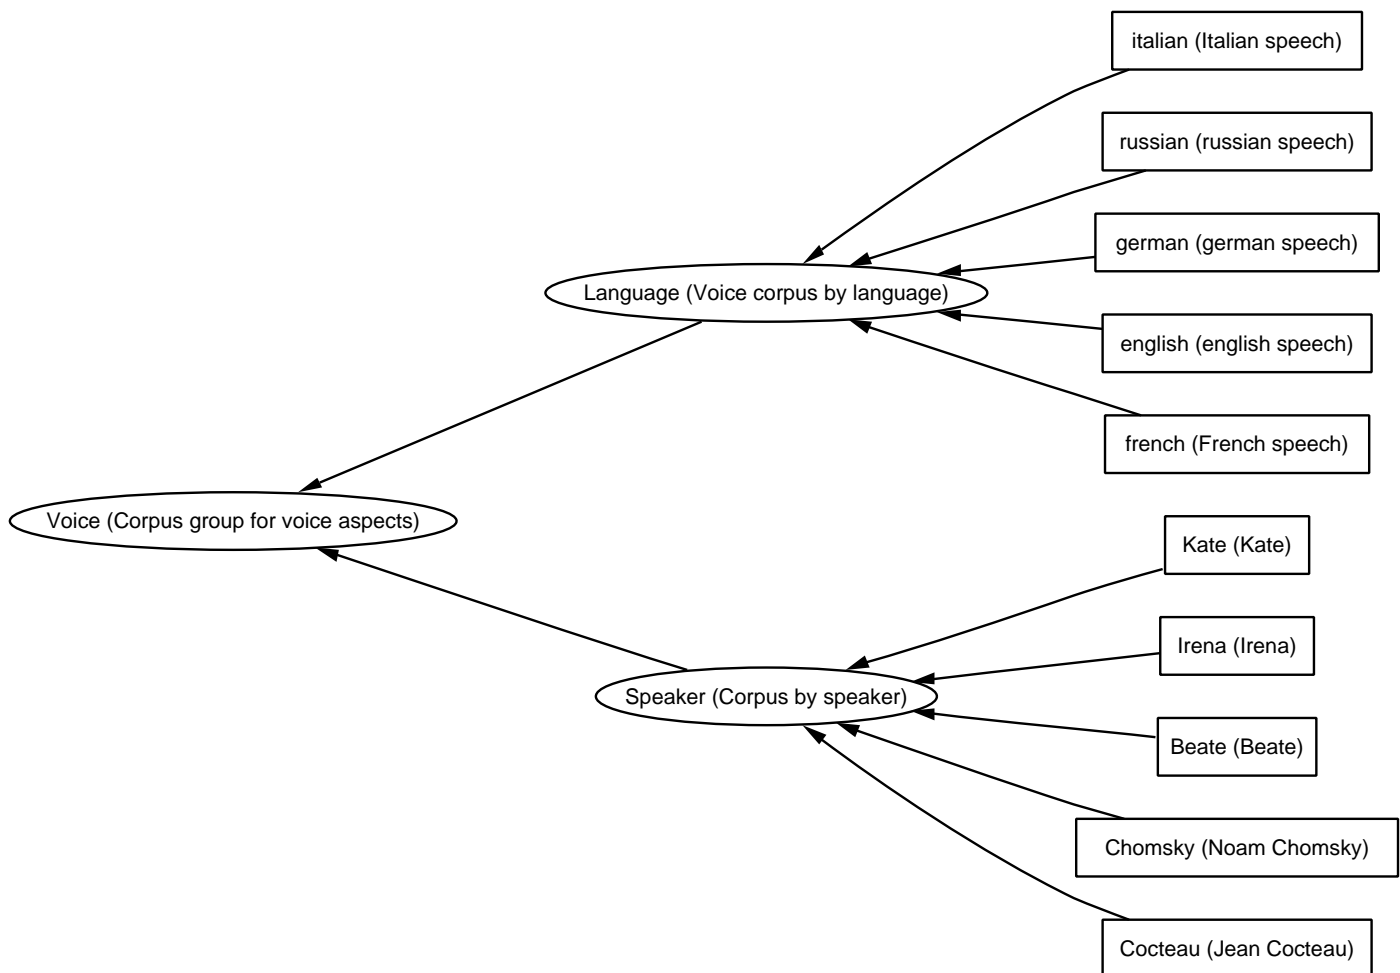 italian (Italian speech)
russian (russian speech)
german (german speech)
Language (Voice corpus by language)
english (english speech)
french (French speech)
Voice (Corpus group for voice aspects)
Kate (Kate)
Irena (Irena)
Speaker (Corpus by speaker)
Beate (Beate)
Chomsky (Noam Chomsky)
Cocteau (Jean Cocteau)